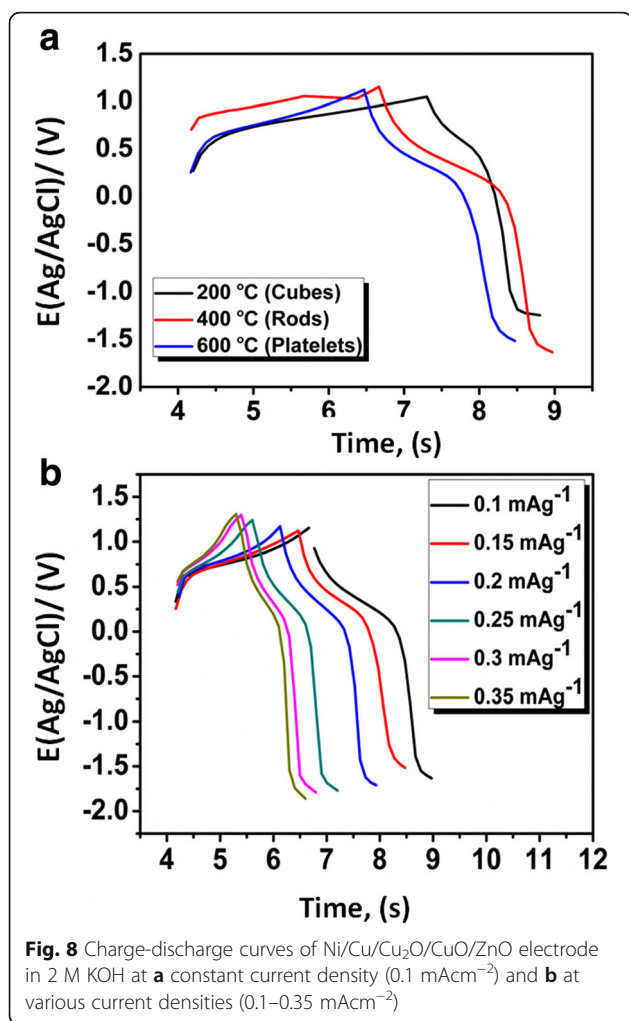 a
E(Ag/AgCl)/ (V)
1.5
1.0
0.5
0.0
-0.5
-1.0
-1.5
-2.0
200 °C (Cubes)
400 °C (Rods)
600 °C (Platelets)
4 5 6 7 8 9
Time, (s)
b
E(Ag/AgCl)/ (V)
1.5
1.0
0.5
0.0
-0.5
-1.0
-1.5
-2.0
0.1 mAg⁻¹
0.15 mAg⁻¹
0.2 mAg⁻¹
0.25 mAg⁻¹
0.3 mAg⁻¹
0.35 mAg⁻¹
4 5 6 7 8 9 10 11 12
Time, (s)
Fig. 8 Charge-discharge curves of Ni/Cu/Cu₂O/CuO/ZnO electrode
in 2 M KOH at a constant current density (0.1 mAcm⁻²) and b at
various current densities (0.1–0.35 mAcm⁻²)